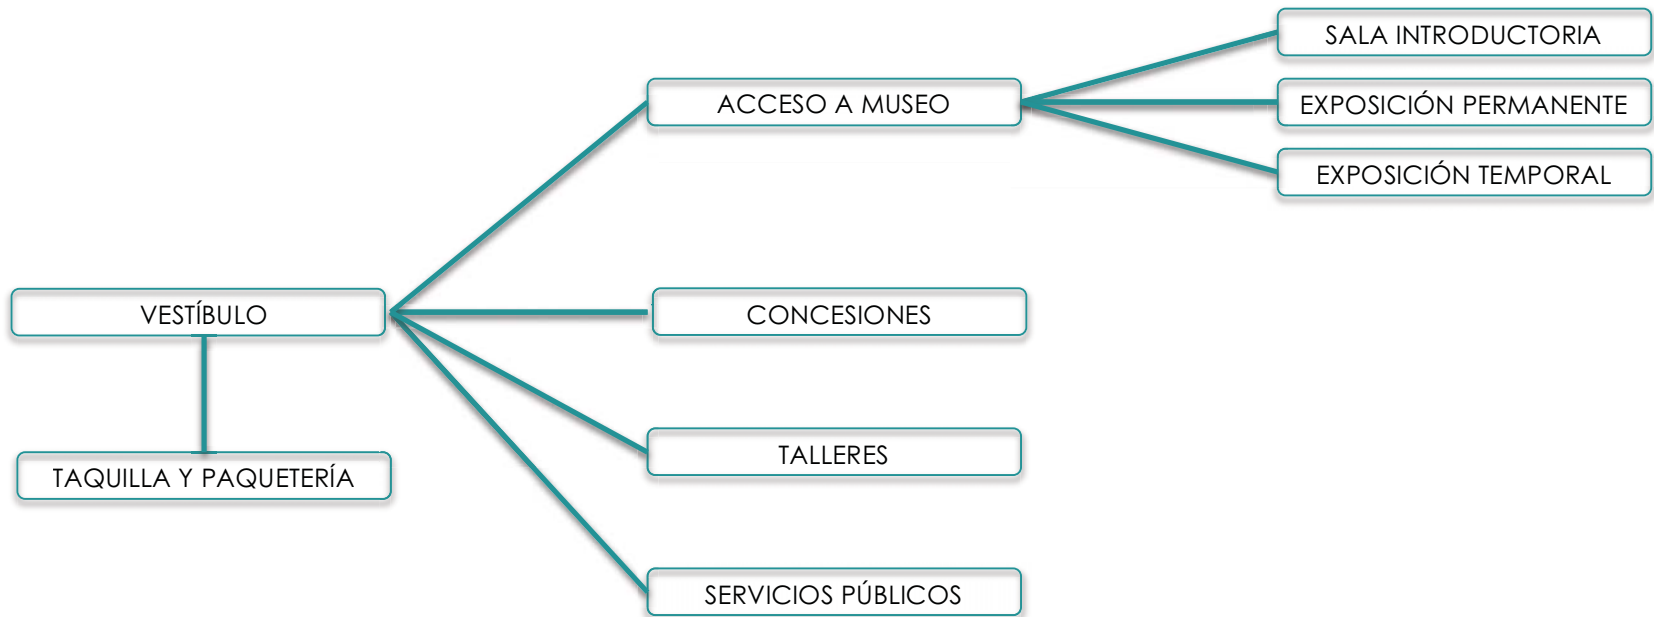 SALA INTRODUCTORIA
ACCESO A MUSEO
EXPOSICIÓN PERMANENTE
EXPOSICIÓN TEMPORAL
VESTÍBULO
CONCESIONES
TALLERES
TAQUILLA Y PAQUETERÍA
SERVICIOS PÚBLICOS